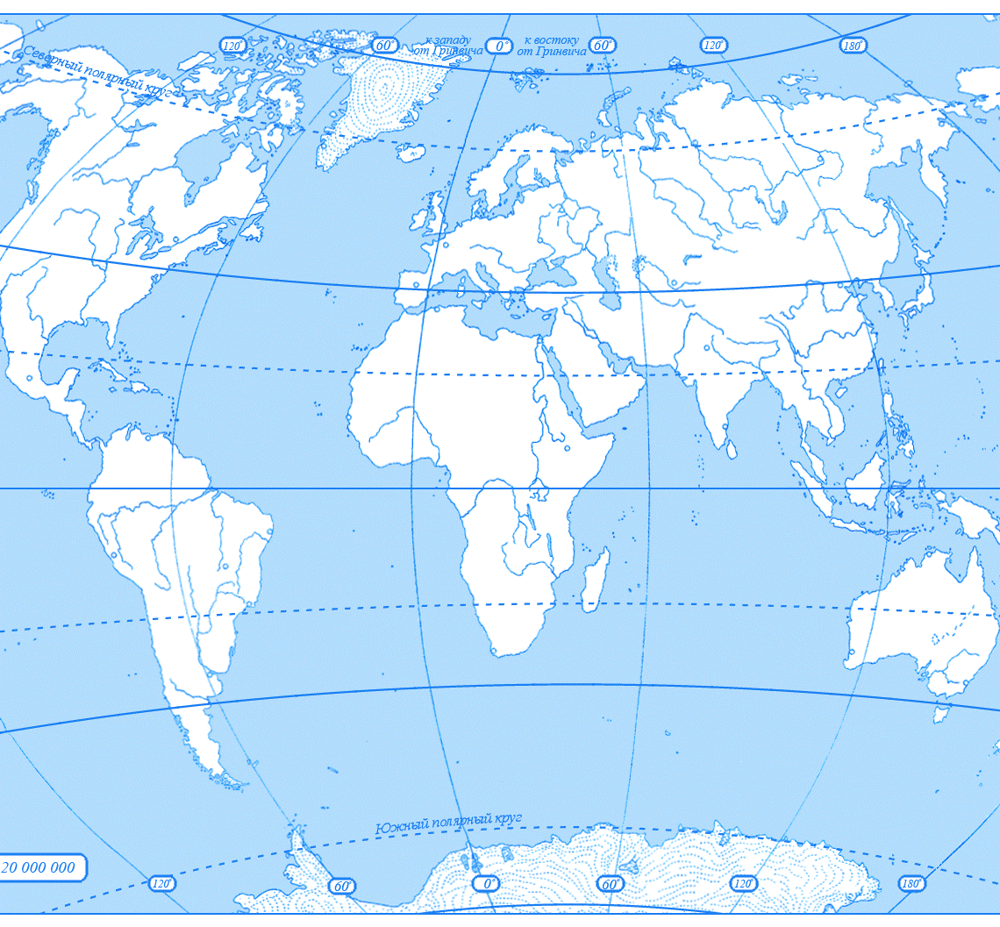 120°
60°
к западу
от Гринвича
0°
к востоку
от Гринвича
60°
120°
180°
Северный полярный круг
Южный полярный круг
20 000 000
120°
60°
0°
60°
120°
180°